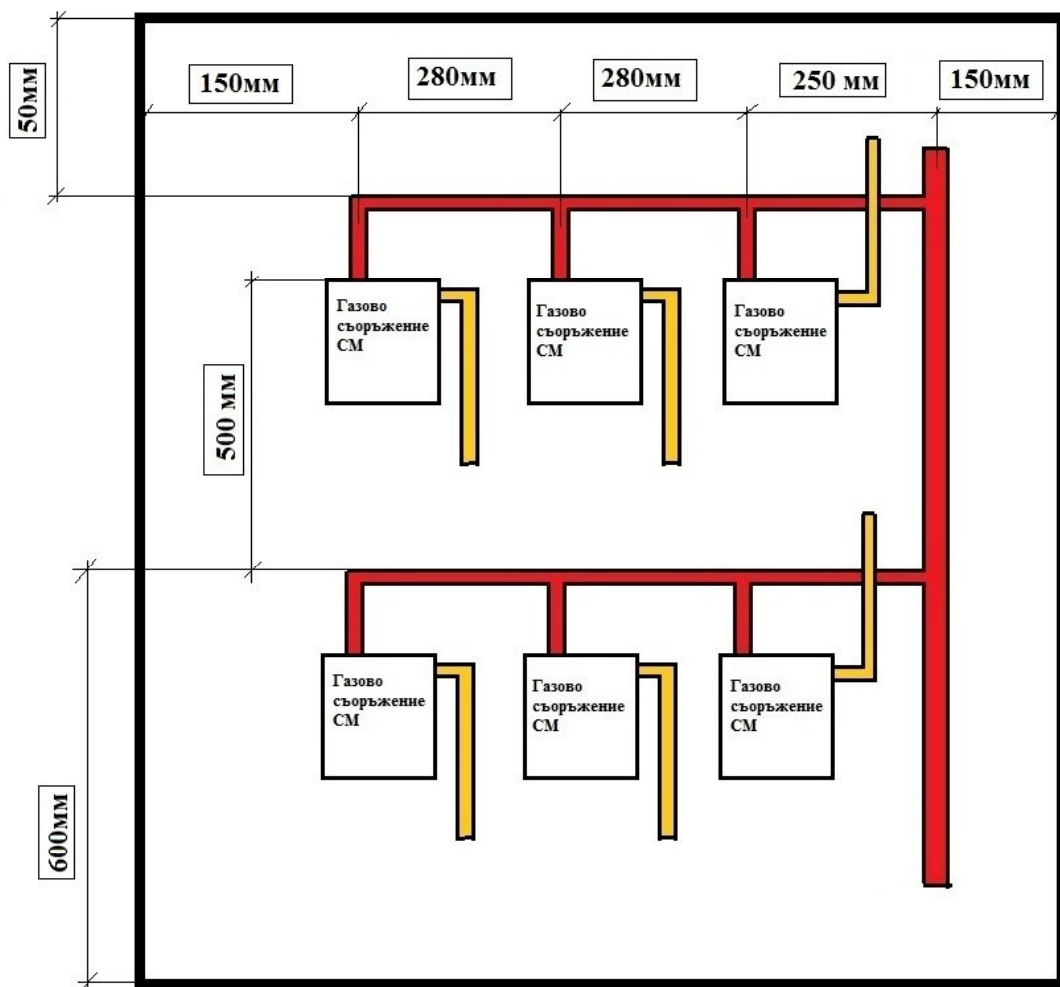 150мм
280мм
280мм
250 мм
150мм
50мм
Газово
съоръжение
СМ
Газово
съоръжение
СМ
Газово
съоръжение
СМ
500 мм
Газово
съоръжение
СМ
Газово
съоръжение
СМ
Газово
съоръжение
СМ
600мм